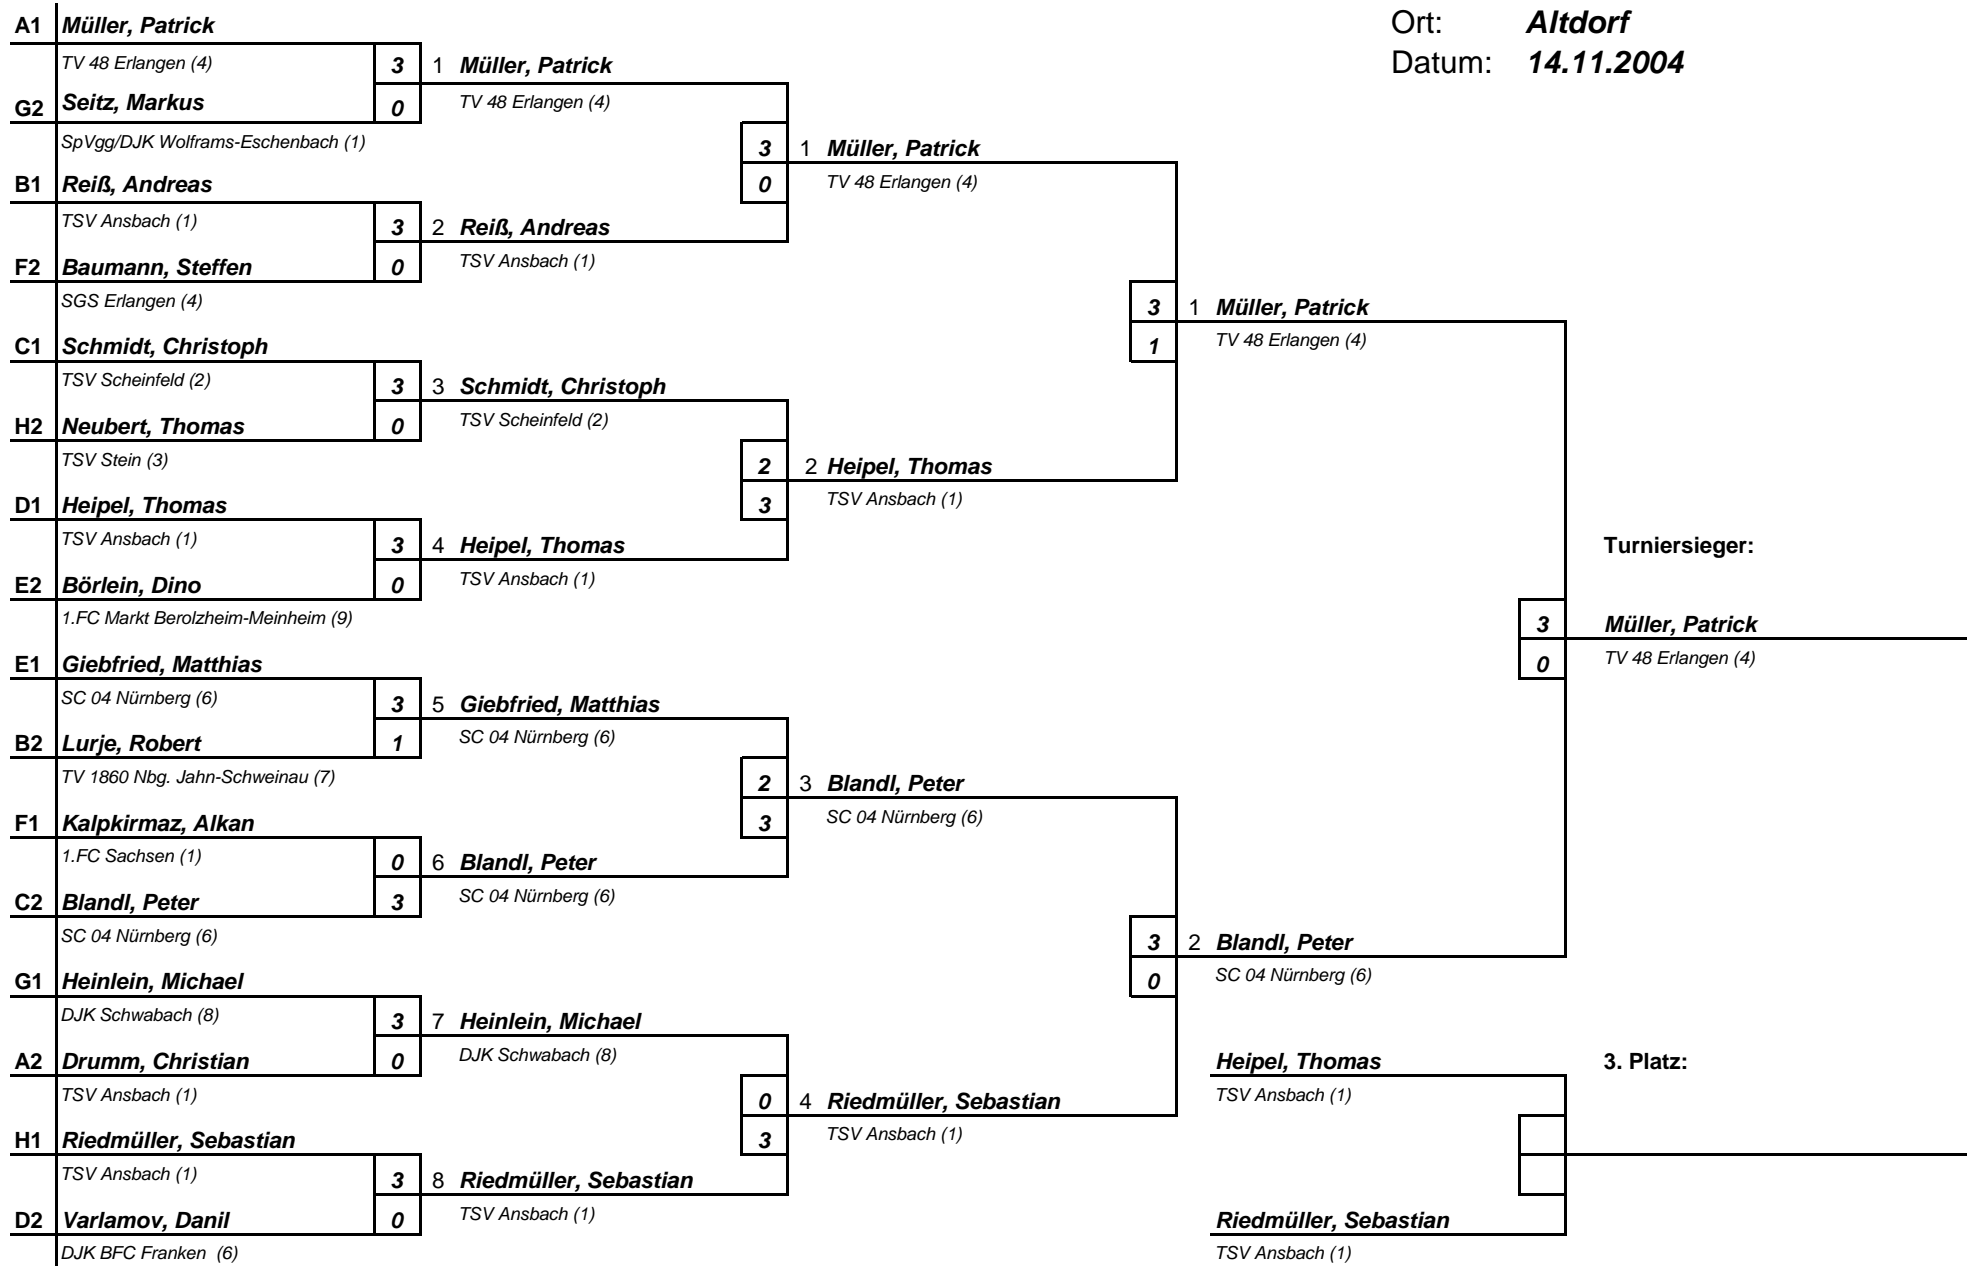 Ort: Altdorf
Datum: 14.11.2004
A1 Müller, Patrick
TV 48 Erlangen (4) 3
G2 Seitz, Markus 0
SpVgg/DJK Wolframs-Eschenbach (1)
B1 Reiß, Andreas
TSV Ansbach (1) 3
F2 Baumann, Steffen 0
SGS Erlangen (4)
C1 Schmidt, Christoph
TSV Scheinfeld (2) 3
H2 Neubert, Thomas 0
TSV Stein (3)
D1 Heipel, Thomas
TSV Ansbach (1) 3
E2 Börlein, Dino 0
1.FC Markt Berolzheim-Meinheim (9)
E1 Giebfried, Matthias
SC 04 Nürnberg (6) 3
B2 Lurje, Robert 1
TV 1860 Nbg. Jahn-Schweinau (7)
F1 Kalpkirmaz, Alkan
1.FC Sachsen (1) 0
C2 Blandl, Peter 3
SC 04 Nürnberg (6)
G1 Heinlein, Michael
DJK Schwabach (8) 3
A2 Drumm, Christian 0
TSV Ansbach (1)
H1 Riedmüller, Sebastian
TSV Ansbach (1) 3
D2 Varlamov, Danil 0
DJK BFC Franken (6)
1 Müller, Patrick
TV 48 Erlangen (4)
3
0
2 Reiß, Andreas
TSV Ansbach (1)
3 Schmidt, Christoph
TSV Scheinfeld (2)
2
3
4 Heipel, Thomas
TSV Ansbach (1)
5 Giebfried, Matthias
SC 04 Nürnberg (6)
2
3
6 Blandl, Peter
SC 04 Nürnberg (6)
7 Heinlein, Michael
DJK Schwabach (8)
0
3
8 Riedmüller, Sebastian
TSV Ansbach (1)
1 Müller, Patrick
TV 48 Erlangen (4)
3
1
2 Heipel, Thomas
TSV Ansbach (1)
3 Blandl, Peter
SC 04 Nürnberg (6)
3
0
4 Riedmüller, Sebastian
TSV Ansbach (1)
1 Müller, Patrick
TV 48 Erlangen (4)
3
0
2 Blandl, Peter
SC 04 Nürnberg (6)
Turniersieger:
Müller, Patrick
TV 48 Erlangen (4)
Heipel, Thomas
TSV Ansbach (1)
3. Platz:
Riedmüller, Sebastian
TSV Ansbach (1)